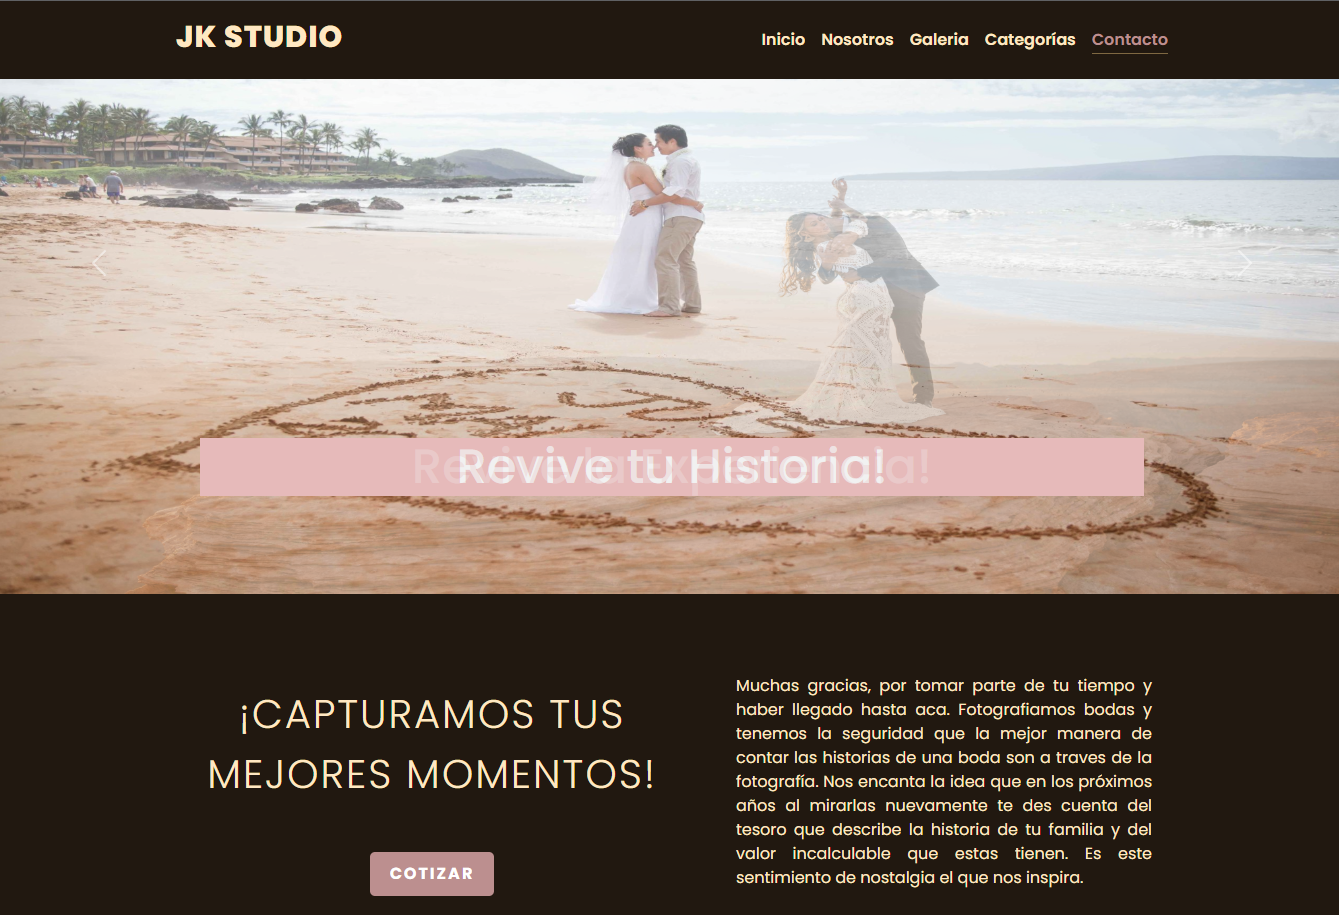 JK STUDIO
Inicio Nosotros Galeria Categorías Contacto
Revive tu Historia!
¡CAPTURAMOS TUS
MEJORES MOMENTOS!
COTIZAR
Muchas gracias, por tomar parte de tu tiempo y
haber llegado hasta aca. Fotografiamos bodas y
tenemos la seguridad que la mejor manera de
contar las historias de una boda son a traves de la
fotografía. Nos encanta la idea que en los próximos
años al mirarlas nuevamente te des cuenta del
tesoro que describe la historia de tu familia y del
valor incalculable que estas tienen. Es este
sentimiento de nostalgia el que nos inspira.